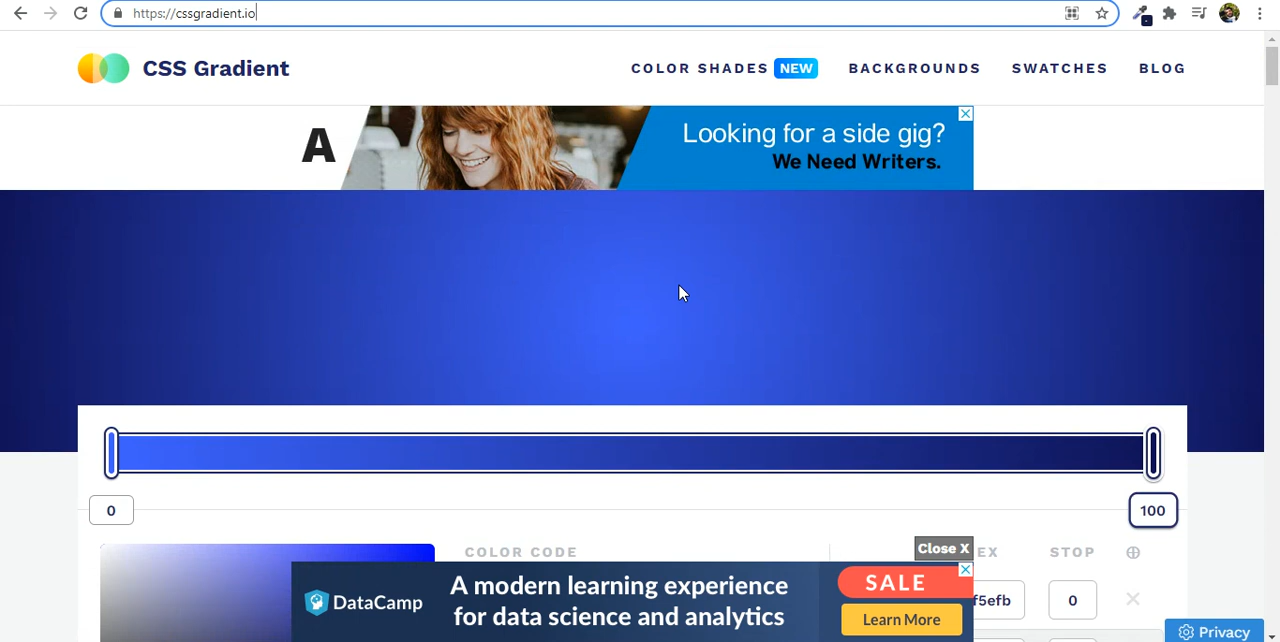 https://cssgradient.io
CSS Gradient
COLOR SHADES NEW BACKGROUNDS SWATCHES BLOG
A
Looking for a side gig?
We Need Writers.
0
100
COLOR CODE
EX
STOP
Close X
f5efb
0
DataCamp
A modern learning experience
for data science and analytics
SALE
Learn More
Privacy